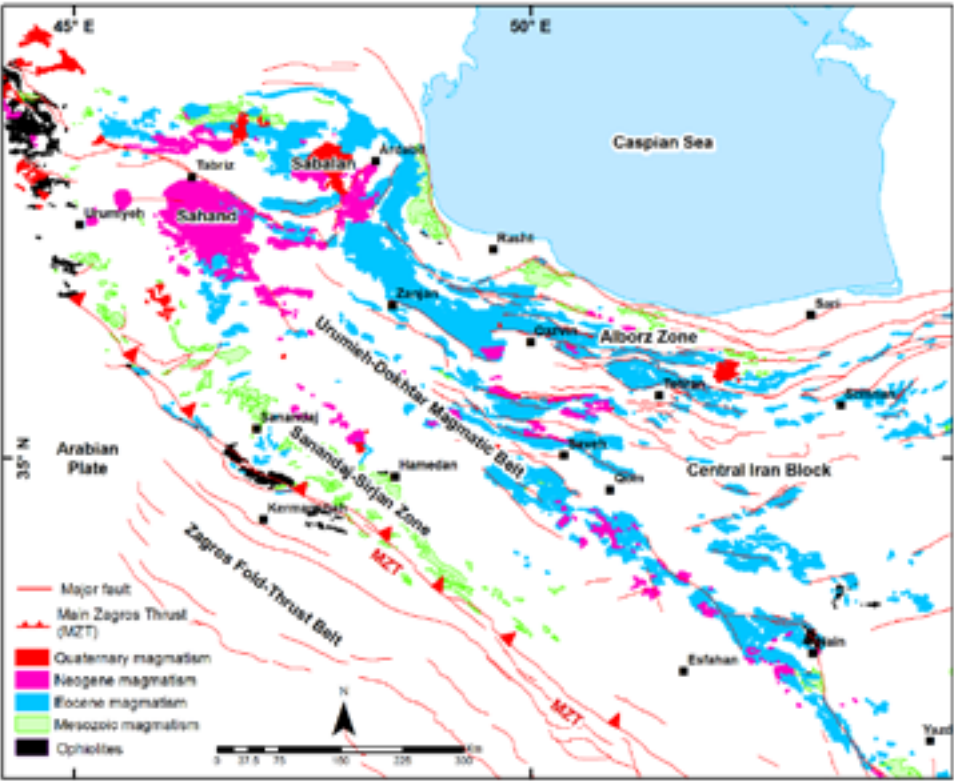 45° E
50° E
Caspian Sea
Ardabil
Sabalan
Tabriz
Urumiyeh
Sahand
Rasht
Zanjan
Sari
Qazvin
Alborz Zone
Tehran
Semnan
Urumieh-Dokhtar Magmatic Belt
Sanandaj
Sanandaj-Sirjan Zone
Saveh
35° N
Arabian
Plate
Hamedan
Qom
Central Iran Block
Kermanshah
Zagros Fold-Thrust Belt
MZT
Major fault
Main Zagros Thrust
(MZT)
Quaternary magmatism
Neogene magmatism
Eocene magmatism
Mesozoic magmatism
Ophiolites
Nain
Esfahan
MZT
Yazd
N
0 37.5 75 150 225 300
Km